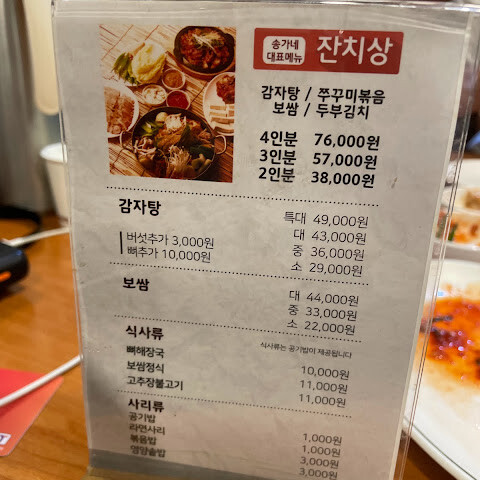 송가네 대표메뉴 잔치상
감자탕 / 쭈꾸미볶음
보쌈 / 두부김치
4인분 76,000원
3인분 57,000원
2인분 38,000원
감자탕
특대 49,000원
대 43,000원
중 36,000원
소 29,000원
버섯추가 3,000원
뼈추가 10,000원
보쌈
대 44,000원
중 33,000원
소 22,000원
식사류
식사류는 공기밥이 제공됩니다
뼈해장국 10,000원
보쌈정식 11,000원
고추장불고기 11,000원
사리류
공기밥 1,000원
라면사리 1,000원
볶음밥 3,000원
영양솥밥 3,000원